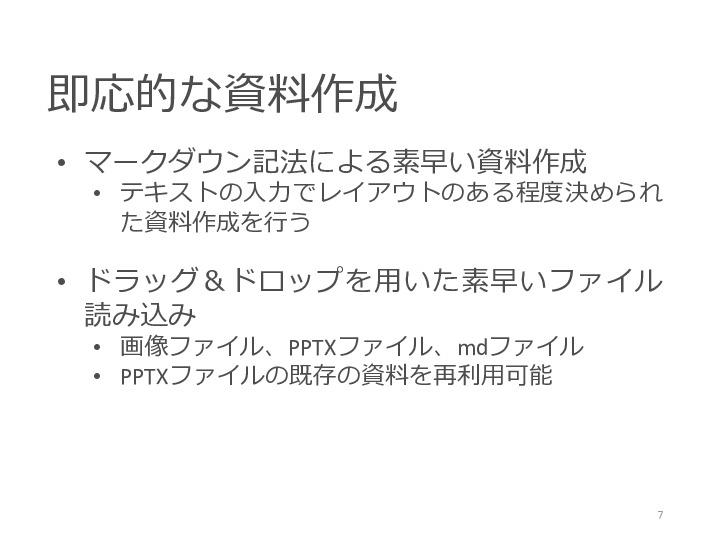 即応的な資料作成
• マークダウン記法による素早い資料作成
• テキストの入力でレイアウトのある程度決められ
た資料作成を行う
• ドラッグ＆ドロップを用いた素早いファイル
読み込み
• 画像ファイル、PPTXファイル、mdファイル
• PPTXファイルの既存の資料を再利用可能
7